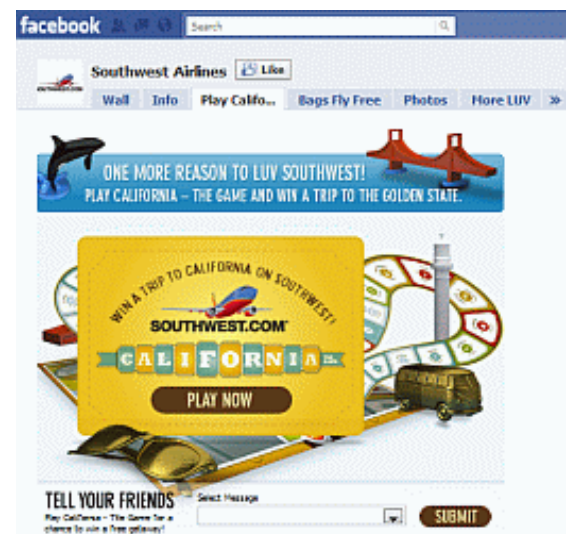 facebook
Search
Southwest Airlines
Like
Wall Info Play Califo... Bags Fly Free Photos More LUV »
ONE MORE REASON TO LUV SOUTHWEST!
PLAY CALIFORNIA – THE GAME AND WIN A TRIP TO THE GOLDEN STATE.
WIN A TRIP TO CALIFORNIA ON SOUTHWEST!
SOUTHWEST.COM
CALIFORNIA
PLAY NOW
TELL YOUR FRIENDS
Select Message
Play California - The Game for a
chance to win a free getaway!
SUBMIT